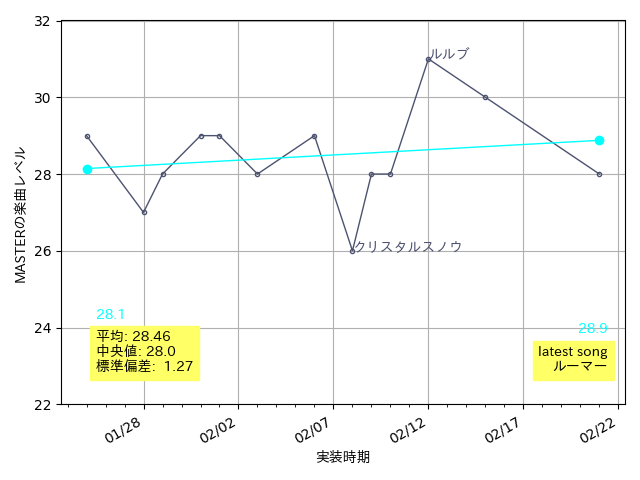 32
30
28
26
24
22
MASTERの楽曲レベル
ルルブ
クリスタルスノウ
28.1
28.9
平均: 28.46
中央値: 28.0
標準偏差: 1.27
latest song
ルーマー
01/28
02/02
02/07
02/12
02/17
02/22
実装時期